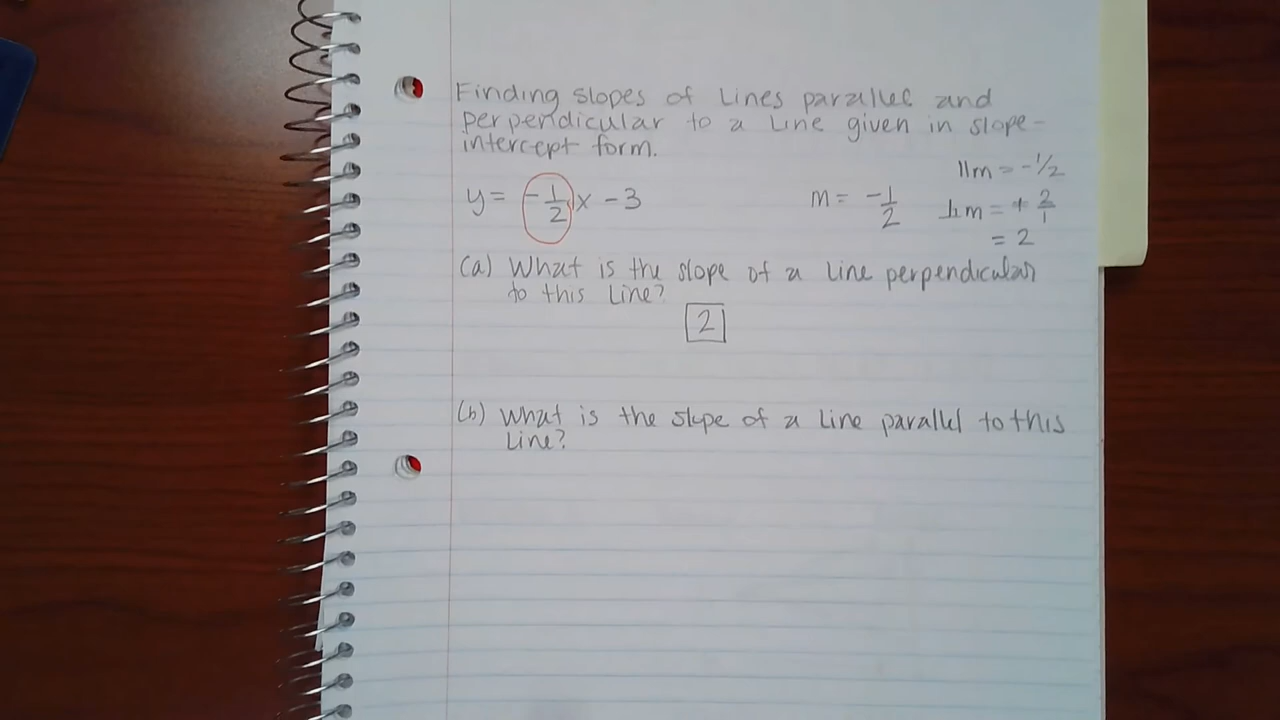 Finding slopes of lines parallel and
perpendicular to a line given in slope-
intercept form.
y = -1/2 x - 3
m = -1/2
||m = -1/2
⊥m = + 2/1
= 2
(a) What is the slope of a line perpendicular
to this line?
2
(b) What is the slope of a line parallel to this
line?